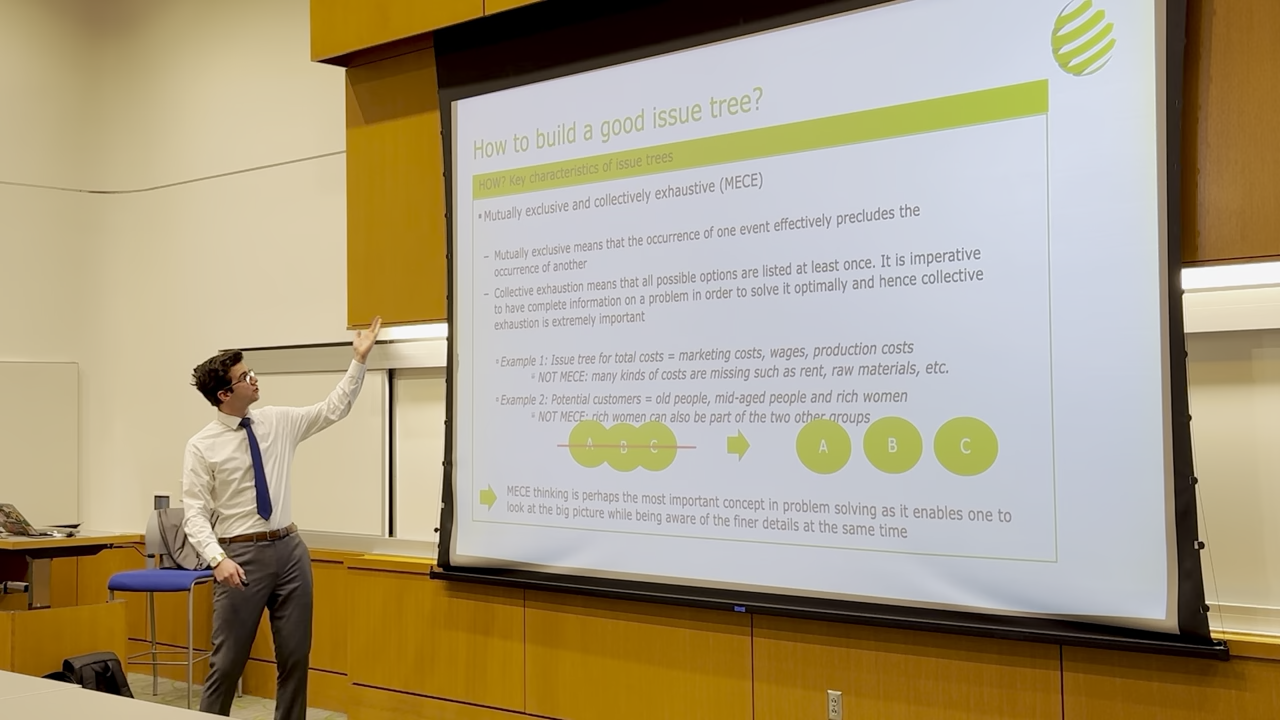 How to build a good issue tree?
HOW? Key characteristics of issue trees
▪ Mutually exclusive and collectively exhaustive (MECE)
– Mutually exclusive means that the occurrence of one event effectively precludes the
occurrence of another
– Collective exhaustion means that all possible options are listed at least once. It is imperative
to have complete information on a problem in order to solve it optimally and hence collective
exhaustion is extremely important
▪ Example 1: Issue tree for total costs = marketing costs, wages, production costs
▫ NOT MECE: many kinds of costs are missing such as rent, raw materials, etc.
▪ Example 2: Potential customers = old people, mid-aged people and rich women
▫ NOT MECE: rich women can also be part of the two other groups
A B C A B C
MECE thinking is perhaps the most important concept in problem solving as it enables one to
look at the big picture while being aware of the finer details at the same time